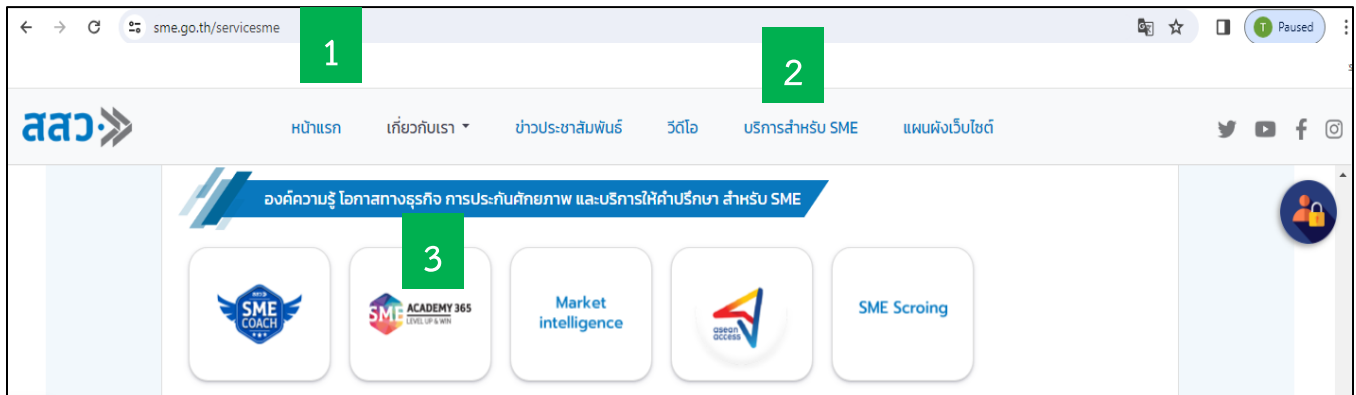 sme.go.th/servicesme
T Paused
1
2
สสว
หน้าแรก เกี่ยวกับเรา ข่าวประชาสัมพันธ์ วีดีโอ บริการสำหรับ SME แผนผังเว็บไซต์
องค์ความรู้ โอกาสทางธุรกิจ การประกันศักยภาพ และบริการให้คำปรึกษา สำหรับ SME
3
SME COACH
SME ACADEMY 365
LEVEL UP & WIN
Market
intelligence
asean
access
SME Scroing